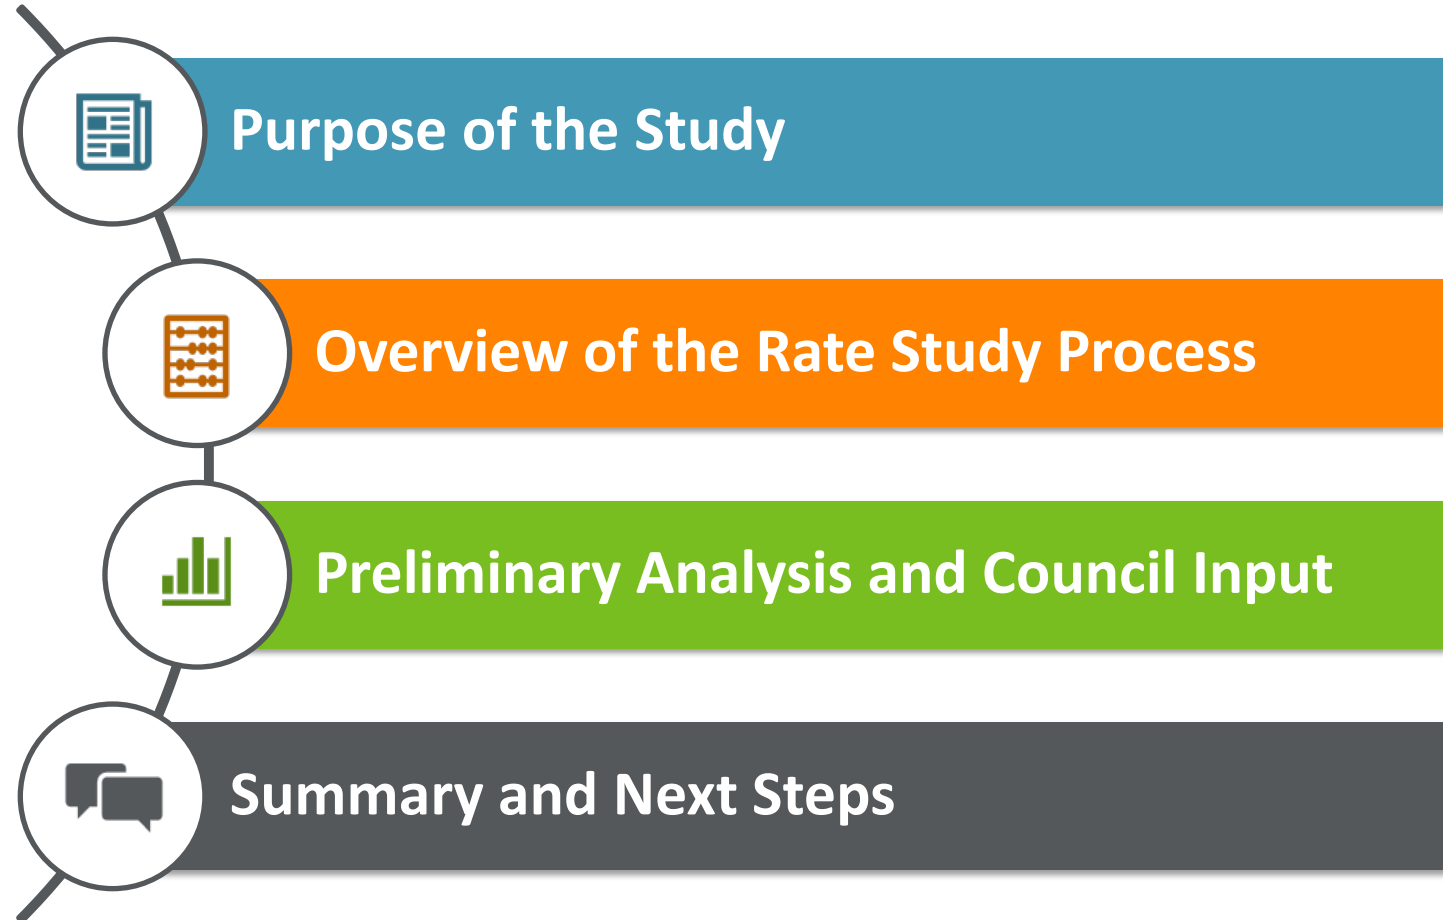 Purpose of the Study
Overview of the Rate Study Process
Preliminary Analysis and Council Input
Summary and Next Steps